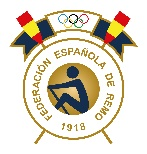 FEDERACIÓN ESPAÑOLA DE REMO
1918